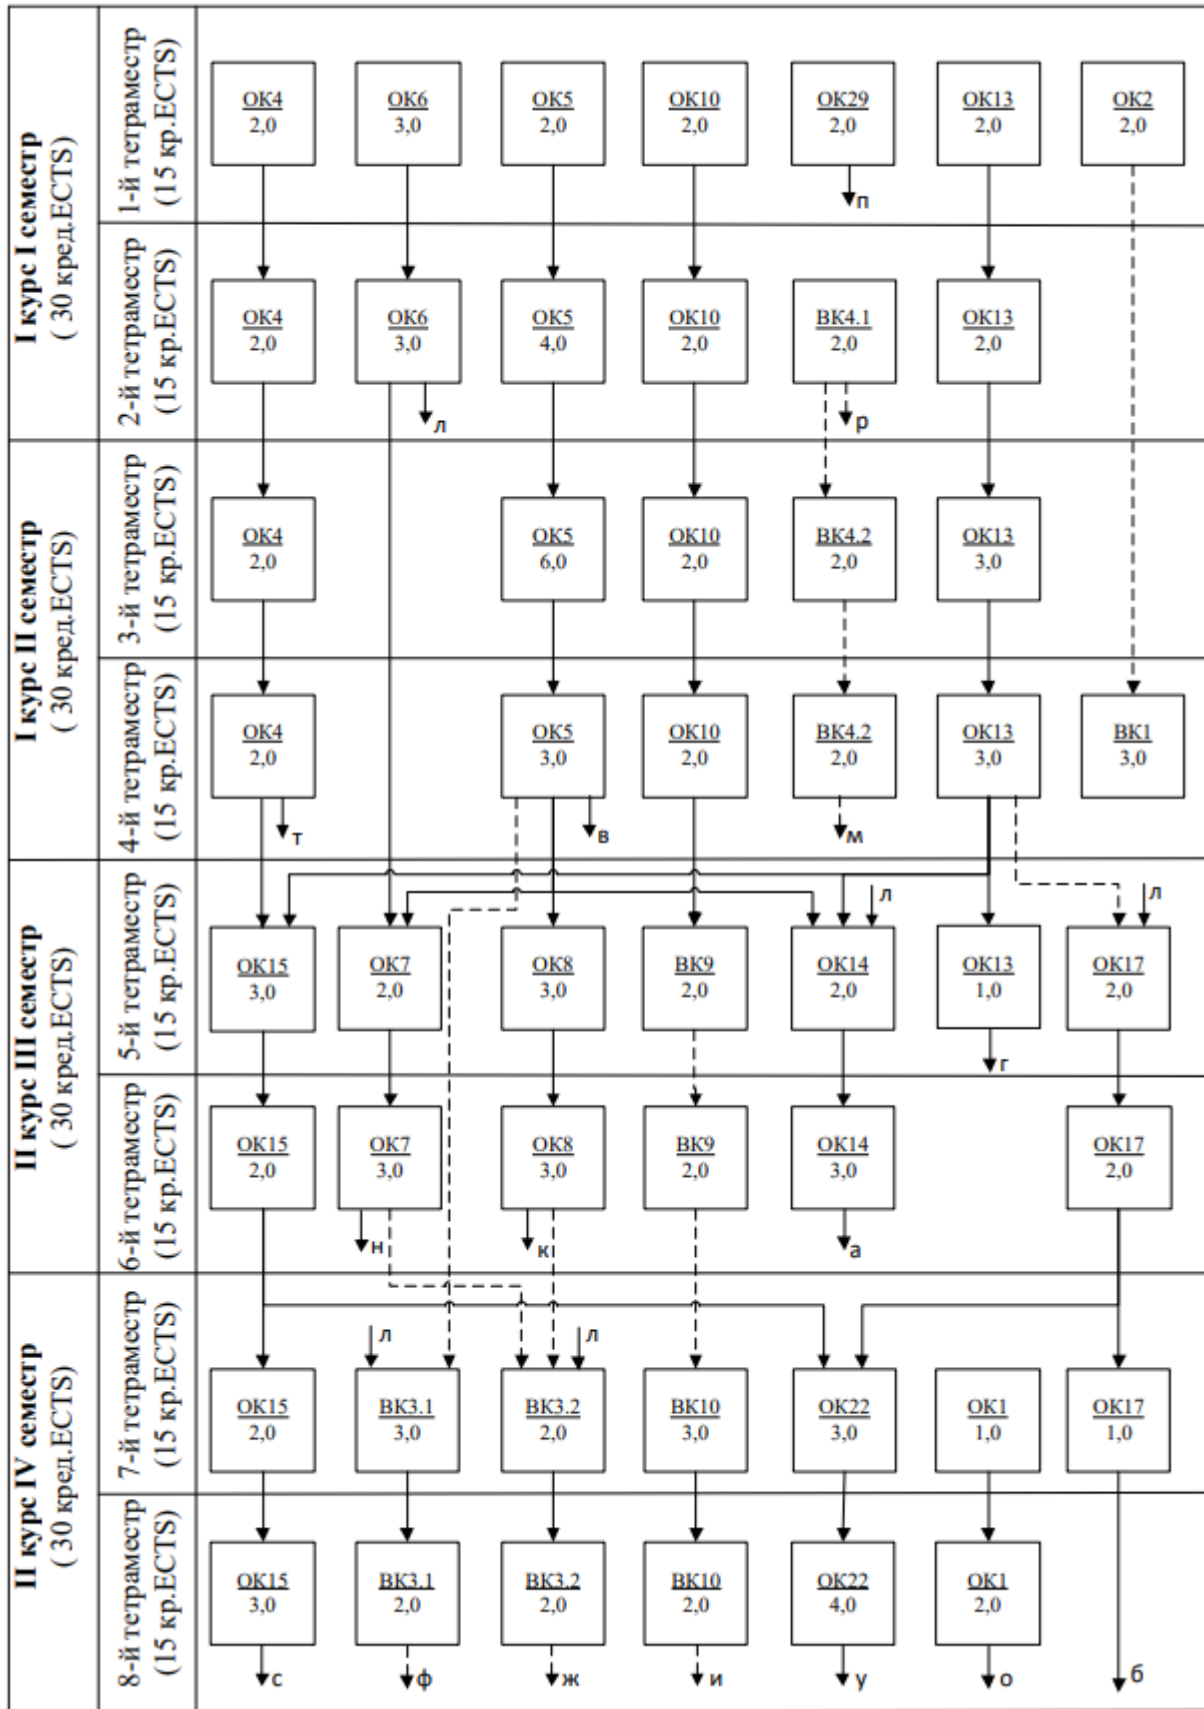 I курс I семестр
( 30 кред.ECTS)
1-й тетраместр
(15 кр.ECTS)
ОК4
2,0
ОК6
3,0
ОК5
2,0
ОК10
2,0
ОК29
2,0
ОК13
2,0
ОК2
2,0
п
2-й тетраместр
(15 кр.ECTS)
ОК4
2,0
ОК6
3,0
ОК5
4,0
ОК10
2,0
ВК4.1
2,0
ОК13
2,0
л
р
I курс II семестр
( 30 кред.ECTS)
3-й тетраместр
(15 кр.ECTS)
ОК4
2,0
ОК5
6,0
ОК10
2,0
ВК4.2
2,0
ОК13
3,0
4-й тетраместр
(15 кр.ECTS)
ОК4
2,0
ОК5
3,0
ОК10
2,0
ВК4.2
2,0
ОК13
3,0
ВК1
3,0
т
в
м
II курс III семестр
( 30 кред.ECTS)
5-й тетраместр
(15 кр.ECTS)
л
л
ОК15
3,0
ОК7
2,0
ОК8
3,0
ВК9
2,0
ОК14
2,0
ОК13
1,0
ОК17
2,0
г
6-й тетраместр
(15 кр.ECTS)
ОК15
2,0
ОК7
3,0
ОК8
3,0
ВК9
2,0
ОК14
3,0
ОК17
2,0
н
к
а
II курс IV семестр
( 30 кред.ECTS)
7-й тетраместр
(15 кр.ECTS)
л
л
ОК15
2,0
ВК3.1
3,0
ВК3.2
2,0
ВК10
3,0
ОК22
3,0
ОК1
1,0
ОК17
1,0
8-й тетраместр
(15 кр.ECTS)
ОК15
3,0
ВК3.1
2,0
ВК3.2
2,0
ВК10
2,0
ОК22
4,0
ОК1
2,0
с
ф
ж
и
у
о
б